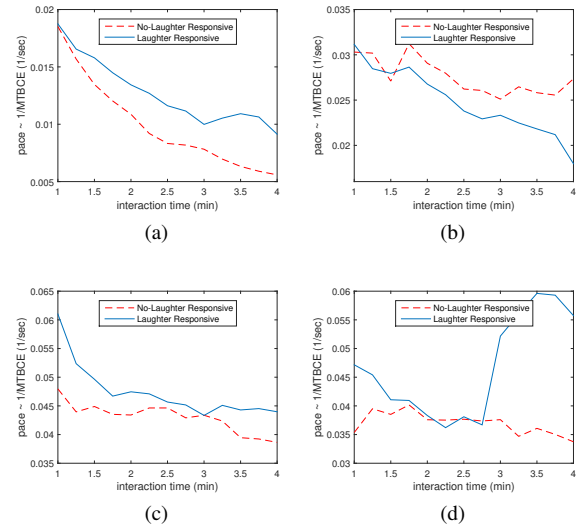 0.02
No-Laughter Responsive
Laughter Responsive
0.015
0.01
0.005
pace ~ 1/MTBCE (1/sec)
1 1.5 2 2.5 3 3.5 4
interaction time (min)
(a)
0.035
No-Laughter Responsive
Laughter Responsive
0.03
0.025
0.02
pace ~ 1/MTBCE (1/sec)
1 1.5 2 2.5 3 3.5 4
interaction time (min)
(b)
0.065
No-Laughter Responsive
Laughter Responsive
0.06
0.055
0.05
0.045
0.04
0.035
pace ~ 1/MTBCE (1/sec)
1 1.5 2 2.5 3 3.5 4
interaction time (min)
(c)
0.06
No-Laughter Responsive
Laughter Responsive
0.055
0.05
0.045
0.04
0.035
0.03
pace ~ 1/MTBCE (1/sec)
1 1.5 2 2.5 3 3.5 4
interaction time (min)
(d)